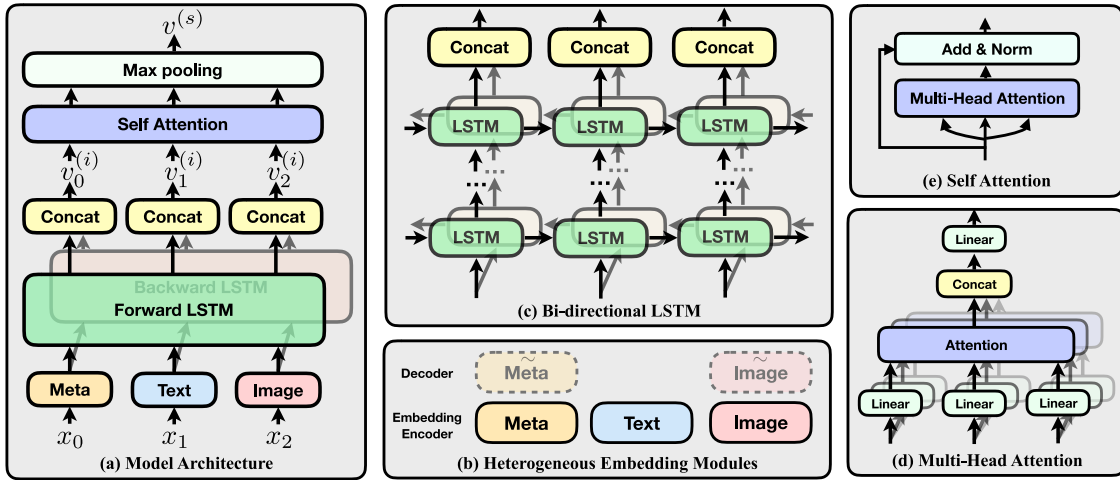 v^{(s)}
Max pooling
Self Attention
v_0^{(i)} v_1^{(i)} v_2^{(i)}
Concat Concat Concat
Backward LSTM
Forward LSTM
Meta Text Image
x_0 x_1 x_2
(a) Model Architecture
Concat Concat Concat
LSTM LSTM LSTM
... ... ...
LSTM LSTM LSTM
(c) Bi-directional LSTM
Decoder M̃eta Im̃age
Embedding
Encoder
Meta Text Image
(b) Heterogeneous Embedding Modules
Add & Norm
Multi-Head Attention
(e) Self Attention
Linear
Concat
Attention
Linear Linear Linear
(d) Multi-Head Attention